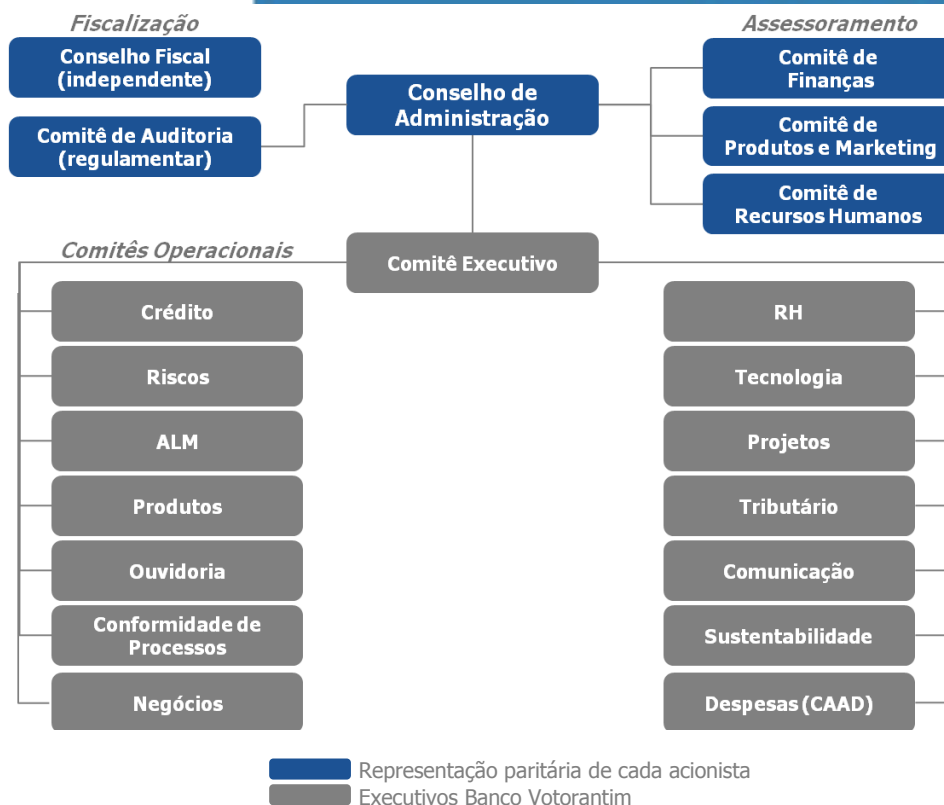 Fiscalização
Conselho Fiscal
(independente)
Comitê de Auditoria
(regulamentar)
Conselho de
Administração
Assessoramento
Comitê de
Finanças
Comitê de
Produtos e Marketing
Comitê de
Recursos Humanos
Comitês Operacionais
Comitê Executivo
Crédito
Riscos
ALM
Produtos
Ouvidoria
Conformidade de
Processos
Negócios
RH
Tecnologia
Projetos
Tributário
Comunicação
Sustentabilidade
Despesas (CAAD)
Representação paritária de cada acionista
Executivos Banco Votorantim